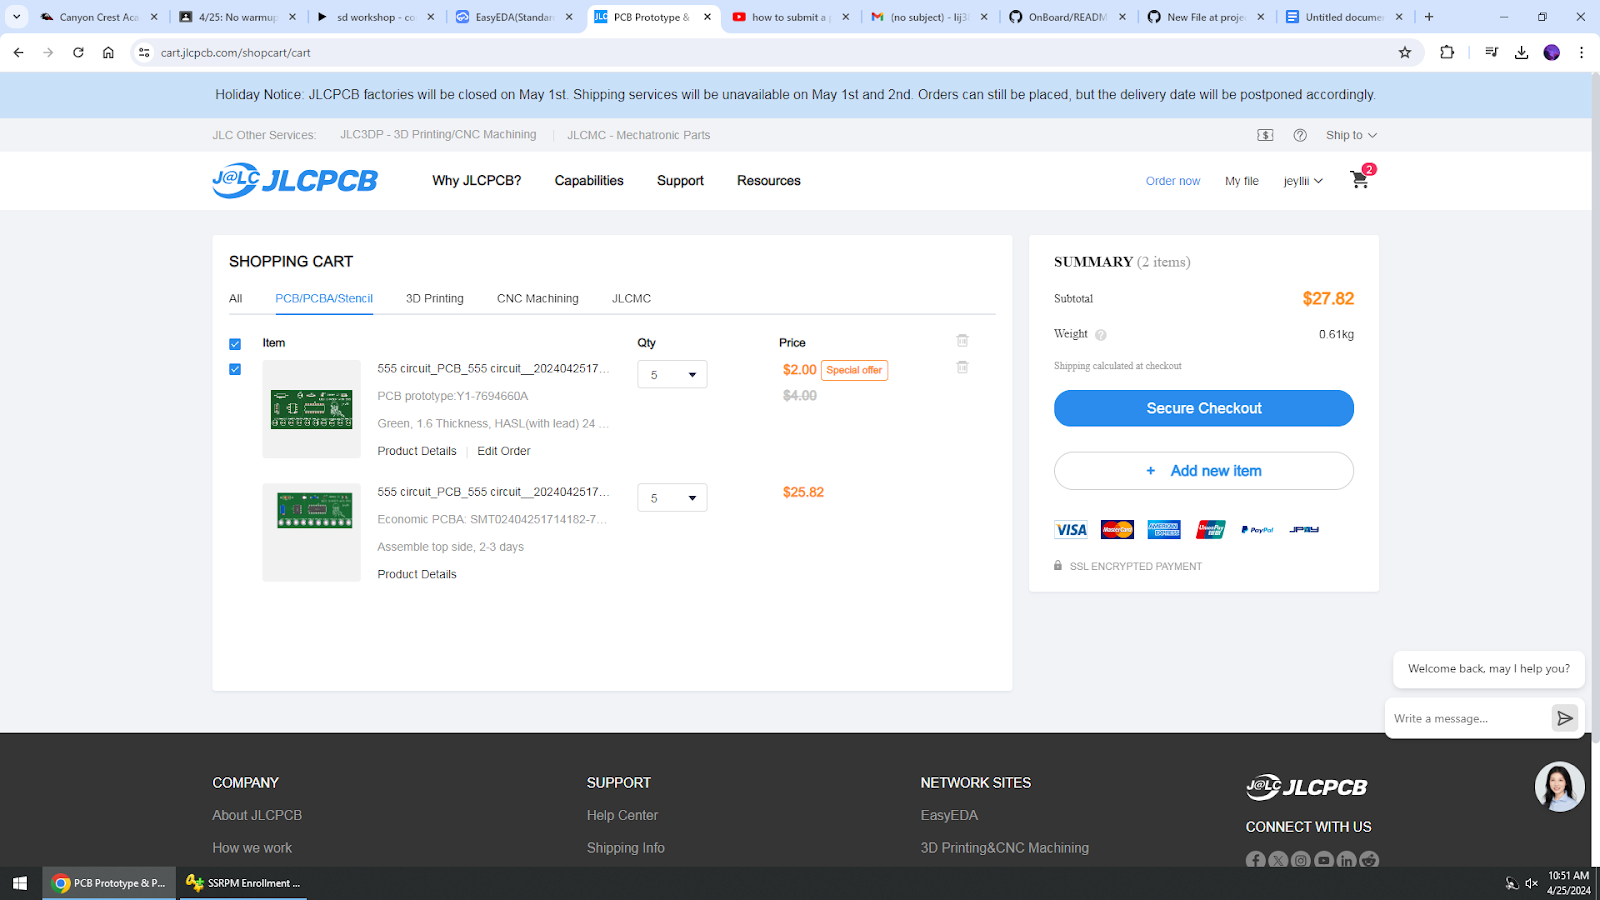 Canyon Crest Aca
4/25: No warmup
sd workshop - co
EasyEDA(Standar
JLC PCB Prototype &
how to submit a
(no subject) - lij3
OnBoard/READM
New File at proje
Untitled docume
cart.jlcpcb.com/shopcart/cart
Holiday Notice: JLCPCB factories will be closed on May 1st. Shipping services will be unavailable on May 1st and 2nd. Orders can still be placed, but the delivery date will be postponed accordingly.
JLC Other Services: JLC3DP - 3D Printing/CNC Machining JLCMC - Mechatronic Parts Ship to
J@LC JLCPCB Why JLCPCB? Capabilities Support Resources Order now My file jeyllii 2
SHOPPING CART
All PCB/PCBA/Stencil 3D Printing CNC Machining JLCMC
Item Qty Price
555 circuit_PCB_555 circuit__2024042517... 5 $2.00 Special offer
PCB prototype:Y1-7694660A $4.00
Green, 1.6 Thickness, HASL(with lead) 24 ...
Product Details Edit Order
555 circuit_PCB_555 circuit__2024042517... 5 $25.82
Economic PCBA: SMT02404251714182-7...
Assemble top side, 2-3 days
Product Details
SUMMARY (2 items)
Subtotal $27.82
Weight ? 0.61kg
Shipping calculated at checkout
Secure Checkout
+ Add new item
VISA MasterCard AMERICAN EXPRESS UnionPay PayPal JPAY
SSL ENCRYPTED PAYMENT
Welcome back, may I help you?
Write a message...
COMPANY SUPPORT NETWORK SITES J@LC JLCPCB
About JLCPCB Help Center EasyEDA CONNECT WITH US
How we work Shipping Info 3D Printing&CNC Machining
PCB Prototype & P... SSRPM Enrollment ... 10:51 AM
4/25/2024